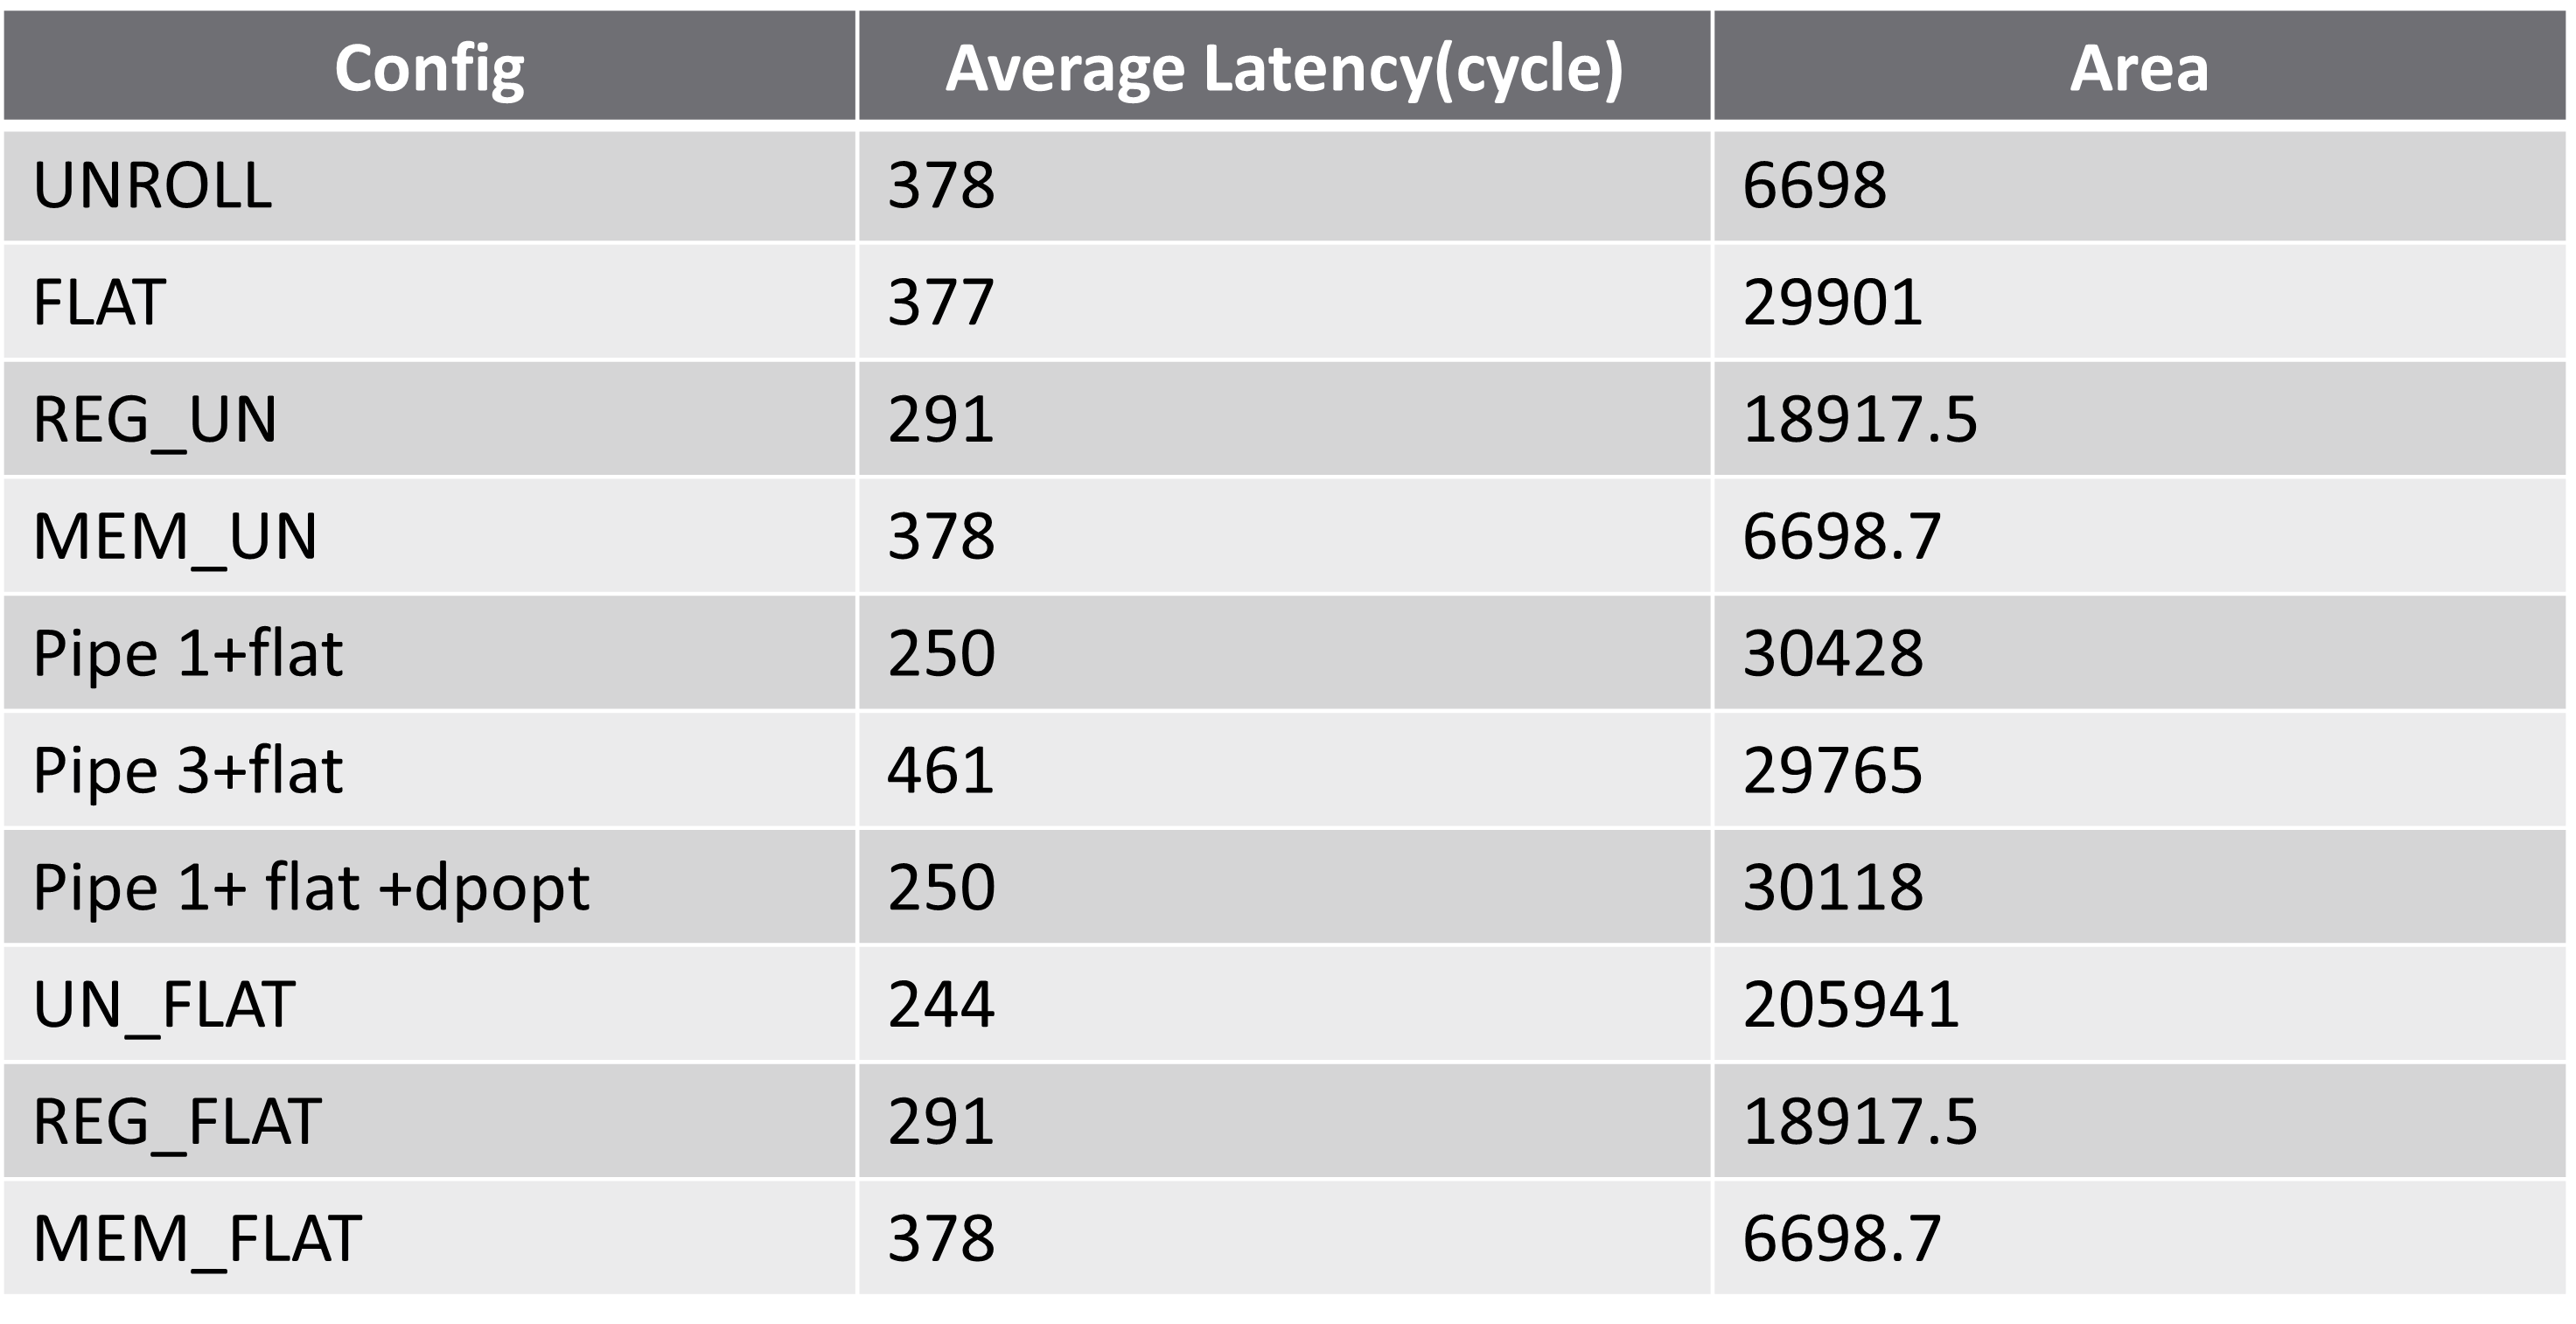 Config Average Latency(cycle) Area
UNROLL 378 6698
FLAT 377 29901
REG_UN 291 18917.5
MEM_UN 378 6698.7
Pipe 1+flat 250 30428
Pipe 3+flat 461 29765
Pipe 1+ flat +dpopt 250 30118
UN_FLAT 244 205941
REG_FLAT 291 18917.5
MEM_FLAT 378 6698.7